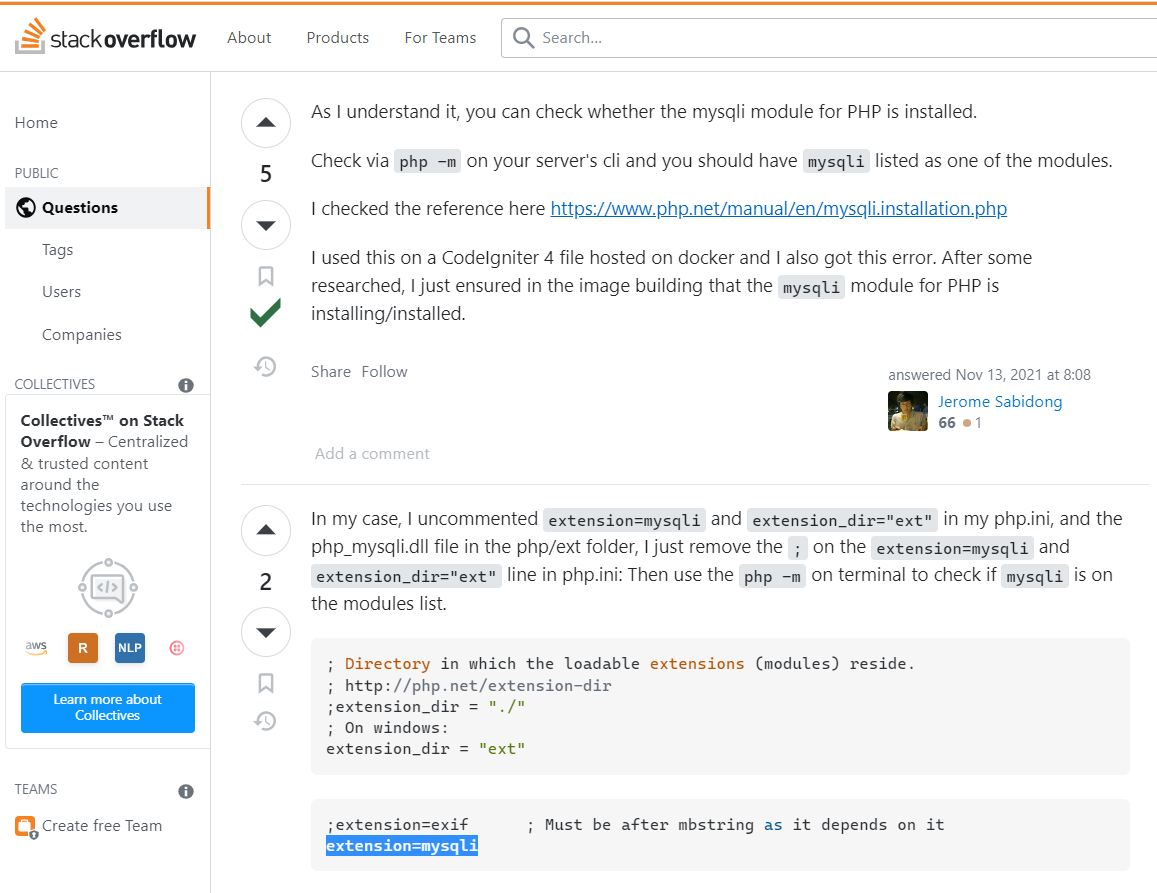 stackoverflow About Products For Teams Search...
Home
PUBLIC
Questions
Tags
Users
Companies
COLLECTIVES
Collectives™ on Stack
Overflow – Centralized
& trusted content
around the
technologies you use
the most.
aws R NLP
Learn more about
Collectives
TEAMS
Create free Team
As I understand it, you can check whether the mysqli module for PHP is installed.
5
Check via php -m on your server's cli and you should have mysqli listed as one of the modules.
I checked the reference here https://www.php.net/manual/en/mysqli.installation.php
I used this on a CodeIgniter 4 file hosted on docker and I also got this error. After some
researched, I just ensured in the image building that the mysqli module for PHP is
installing/installed.
Share Follow
answered Nov 13, 2021 at 8:08
Jerome Sabidong
66 1
Add a comment
In my case, I uncommented extension=mysqli and extension_dir="ext" in my php.ini, and the
php_mysqli.dll file in the php/ext folder, I just remove the ; on the extension=mysqli and
2
extension_dir="ext" line in php.ini: Then use the php -m on terminal to check if mysqli is on
the modules list.
; Directory in which the loadable extensions (modules) reside.
; http://php.net/extension-dir
;extension_dir = "./"
; On windows:
extension_dir = "ext"
;extension=exif      ; Must be after mbstring as it depends on it
extension=mysqli